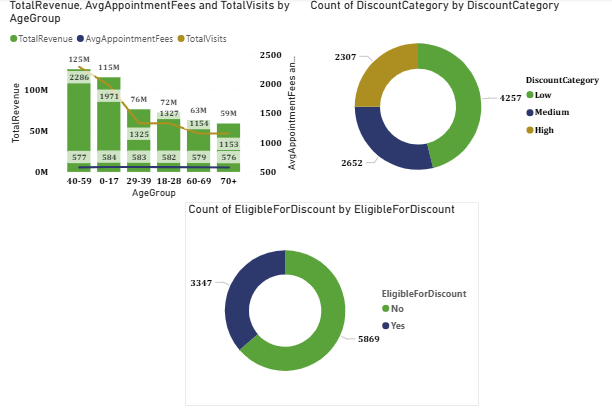 TotalRevenue, AvgAppointmentFees and TotalVisits by
AgeGroup
TotalRevenue AvgAppointmentFees TotalVisits
125M
115M
76M
72M
63M
59M
2286
1971
1325
1327
1154
1153
577
584
583
582
579
576
100M
50M
0M
TotalRevenue
2500
2000
1500
1000
500
AvgAppointmentFees an...
40-59 0-17 29-39 18-28 60-69 70+
AgeGroup
Count of DiscountCategory by DiscountCategory
2307
4257
2652
DiscountCategory
Low
Medium
High
Count of EligibleForDiscount by EligibleForDiscount
3347
5869
EligibleForDiscount
No
Yes